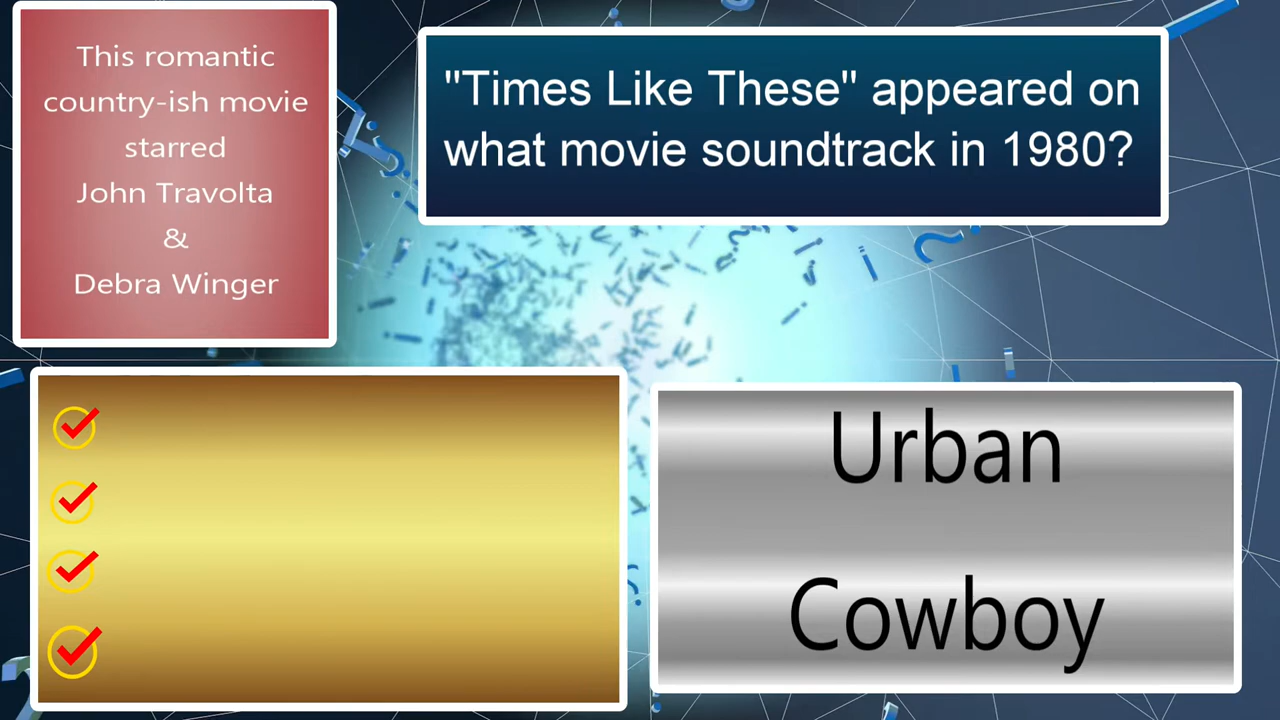 This romantic
country-ish movie
starred
John Travolta
&
Debra Winger
"Times Like These" appeared on
what movie soundtrack in 1980?
Urban
Cowboy